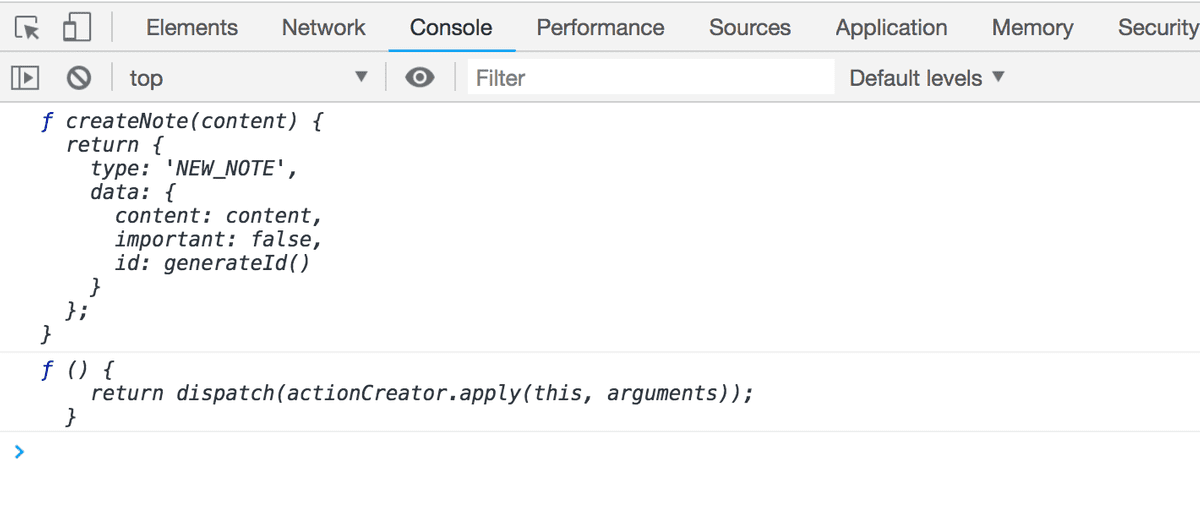 Elements Network Console Performance Sources Application Memory Security
top ▼ Filter Default levels ▼
ƒ createNote(content) {
  return {
    type: 'NEW_NOTE',
    data: {
      content: content,
      important: false,
      id: generateId()
    }
  };
}
ƒ () {
    return dispatch(actionCreator.apply(this, arguments));
  }
>